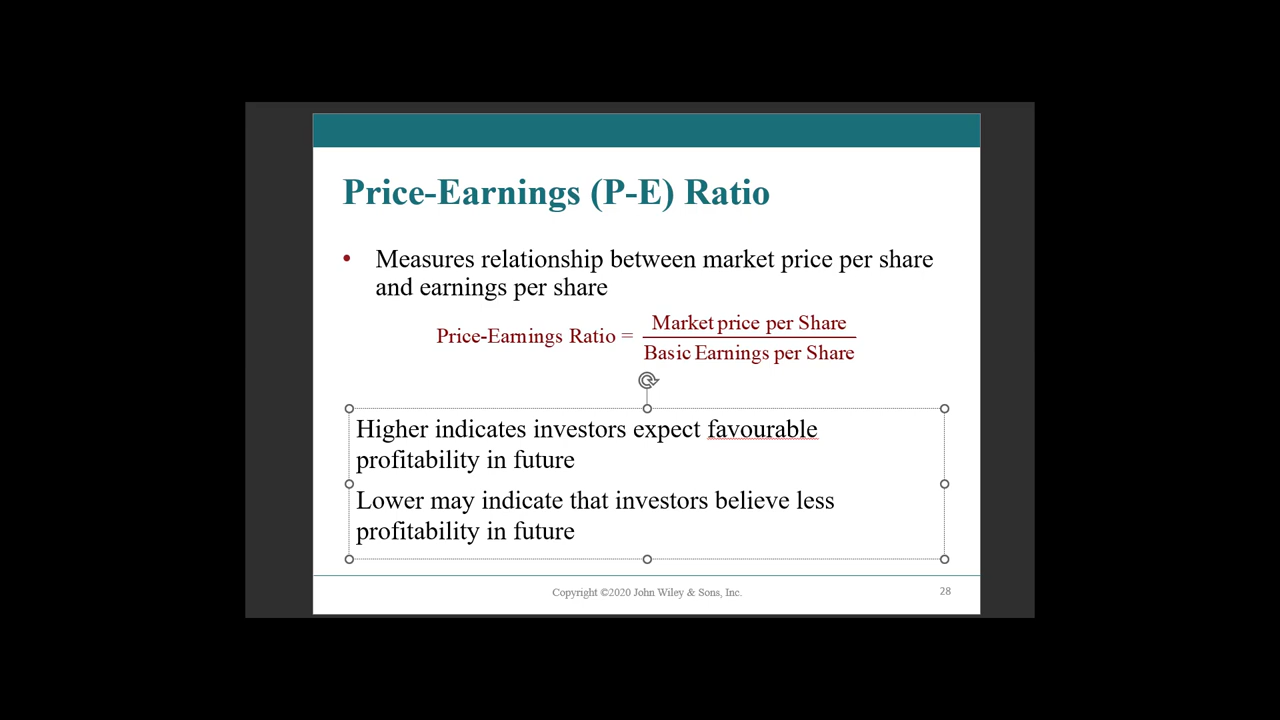 Price-Earnings (P-E) Ratio
• Measures relationship between market price per share
and earnings per share
Price-Earnings Ratio =
Market price per Share
Basic Earnings per Share
Higher indicates investors expect favourable
profitability in future
Lower may indicate that investors believe less
profitability in future
Copyright ©2020 John Wiley & Sons, Inc.
28